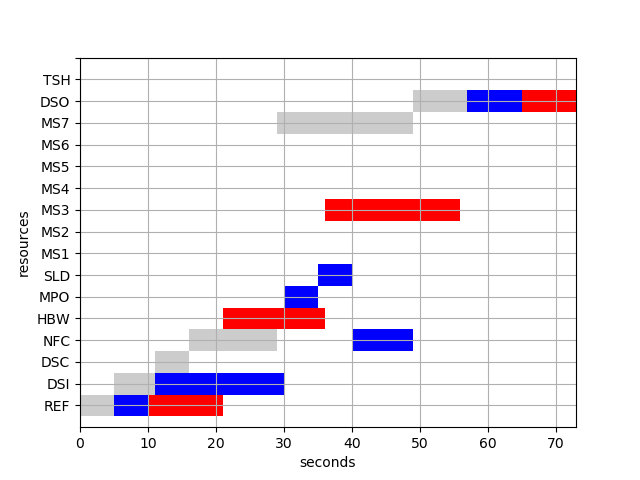 TSH
DSO
MS7
MS6
MS5
MS4
MS3
MS2
MS1
SLD
MPO
HBW
NFC
DSC
DSI
REF
resources
0 10 20 30 40 50 60 70
seconds